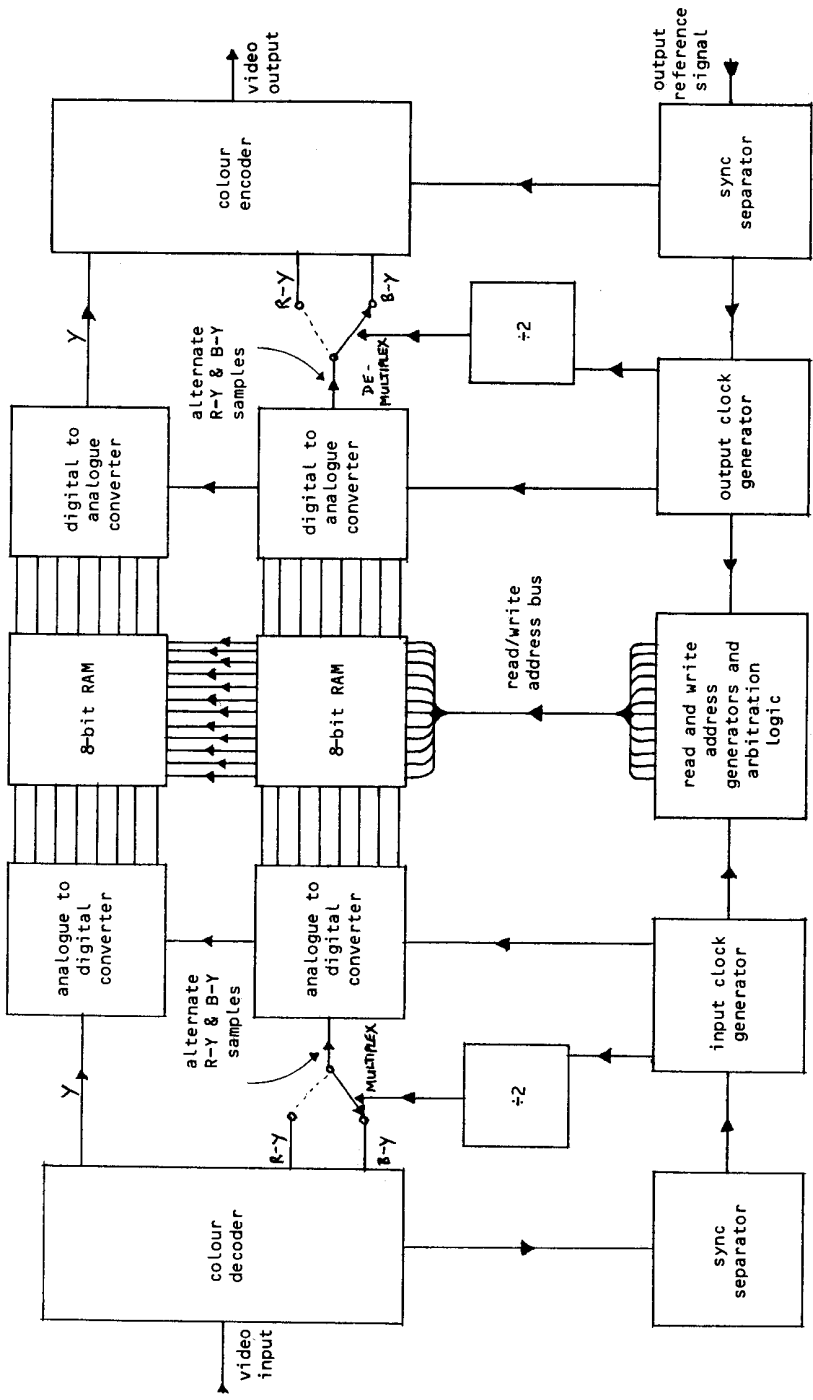 video
input
colour
decoder
Y
R-Y
B-Y
MULTIPLEX
alternate
R-Y & B-Y
samples
÷2
sync
separator
input clock
generator
analogue to
digital
converter
analogue to
digital
converter
8-bit RAM
8-bit RAM
read/write
address bus
read and write
address
generators and
arbitration
logic
digital to
analogue
converter
digital to
analogue
converter
alternate
R-Y & B-Y
samples
DE-
MULTIPLEX
Y
R-Y
B-Y
÷2
output clock
generator
colour
encoder
sync
separator
video
output
output
reference
signal